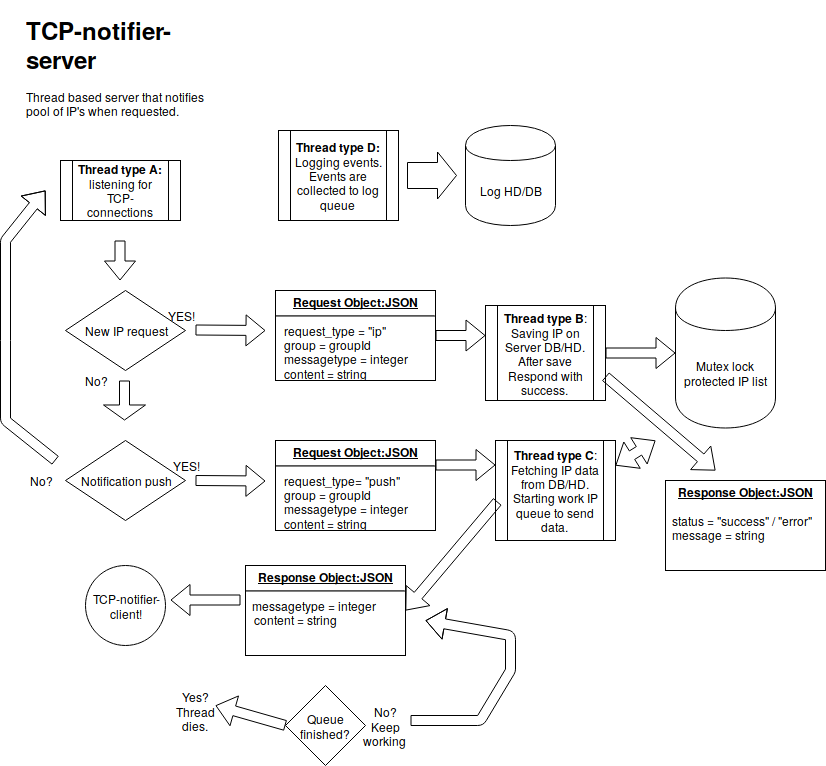 TCP-notifier-
server
Thread based server that notifies
pool of IP's when requested.
Thread type A:
listening for
TCP-
connections
Thread type D:
Logging events.
Events are
collected to log
queue
Log HD/DB
New IP request
YES!
Request Object:JSON
request_type = "ip"
group = groupId
messagetype = integer
content = string
Thread type B:
Saving IP on
Server DB/HD.
After save
Respond with
success.
Mutex lock
protected IP list
No?
Notification push
YES!
No?
Request Object:JSON
request_type= "push"
group = groupId
messagetype = integer
content = string
Thread type C:
Fetching IP data
from DB/HD.
Starting work IP
queue to send
data.
Response Object:JSON
status = "success" / "error"
message = string
TCP-notifier-
client!
Response Object:JSON
messagetype = integer
content = string
Yes?
Thread
dies.
Queue
finished?
No?
Keep
working